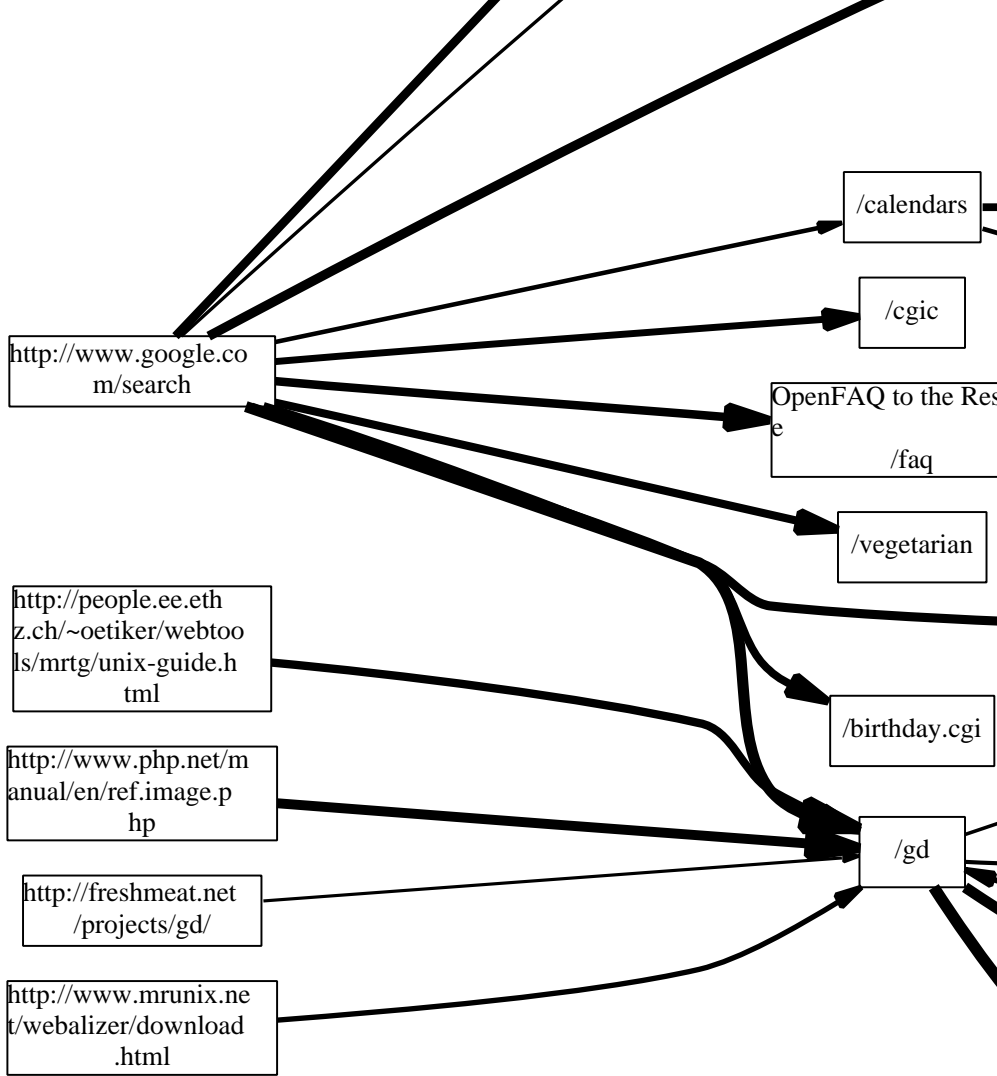 /calendars
/cgic
http://www.google.co
m/search
OpenFAQ to the Res
e
/faq
/vegetarian
http://people.ee.eth
z.ch/~oetiker/webtoo
ls/mrtg/unix-guide.h
tml
/birthday.cgi
http://www.php.net/m
anual/en/ref.image.p
hp
/gd
http://freshmeat.net
/projects/gd/
http://www.mrunix.ne
t/webalizer/download
.html